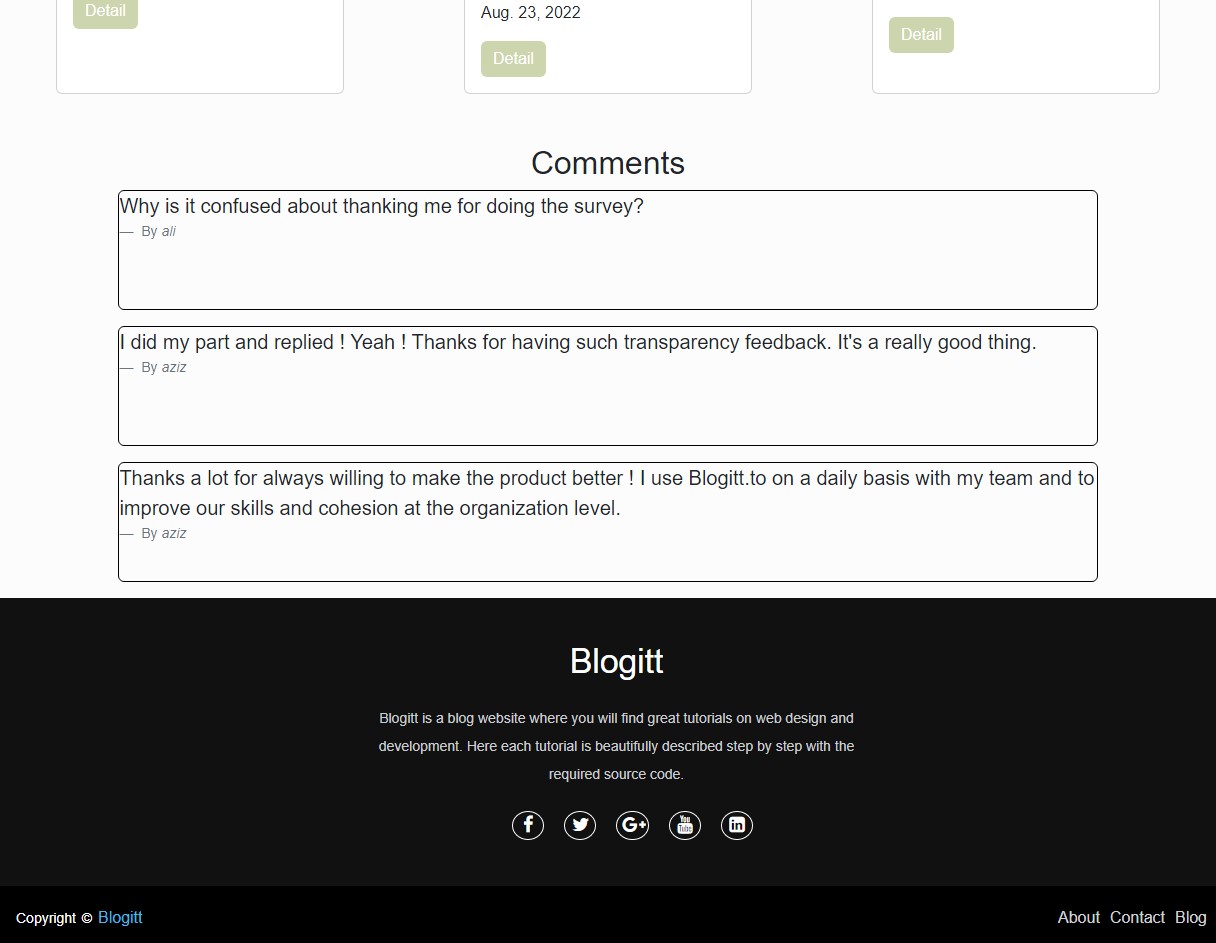 Detail
Aug. 23, 2022
Detail
Detail
Comments
Why is it confused about thanking me for doing the survey?
— By ali
I did my part and replied ! Yeah ! Thanks for having such transparency feedback. It's a really good thing.
— By aziz
Thanks a lot for always willing to make the product better ! I use Blogitt.to on a daily basis with my team and to
improve our skills and cohesion at the organization level.
— By aziz
Blogitt
Blogitt is a blog website where you will find great tutorials on web design and
development. Here each tutorial is beautifully described step by step with the
required source code.
You Tube
Copyright © Blogitt
About Contact Blog